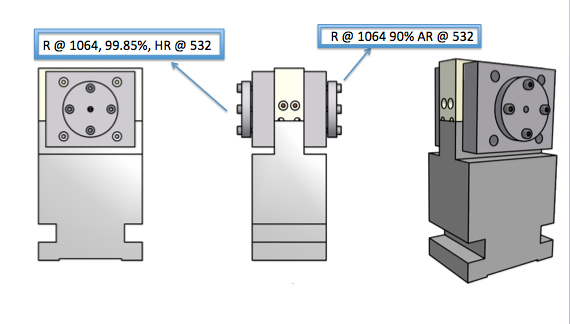 R @ 1064, 99.85%, HR @ 532
R @ 1064 90% AR @ 532